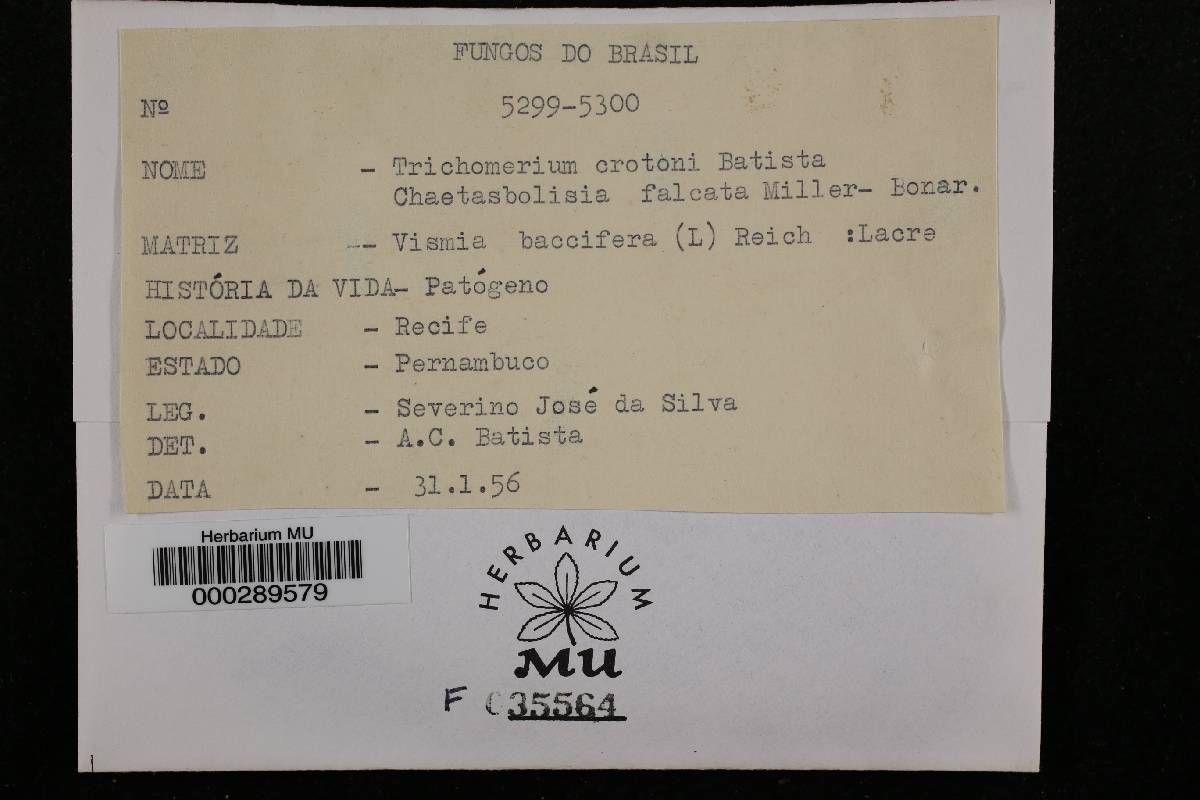 FUNGOS DO BRASIL
Nº 5299-5300
NOME - Trichomerium crotoni Batista
Chaetasbolisia falcata Miller- Bonar.
MATRIZ -- Vismia baccifera (L) Reich :Lacre
HISTÓRIA DA VIDA- Patógeno
LOCALIDADE - Recife
ESTADO - Pernambuco
LEG. - Severino José da Silva
DET. - A.C. Batista
DATA - 31.1.56
Herbarium MU
000289579
HERBARIUM
MU
F 035564